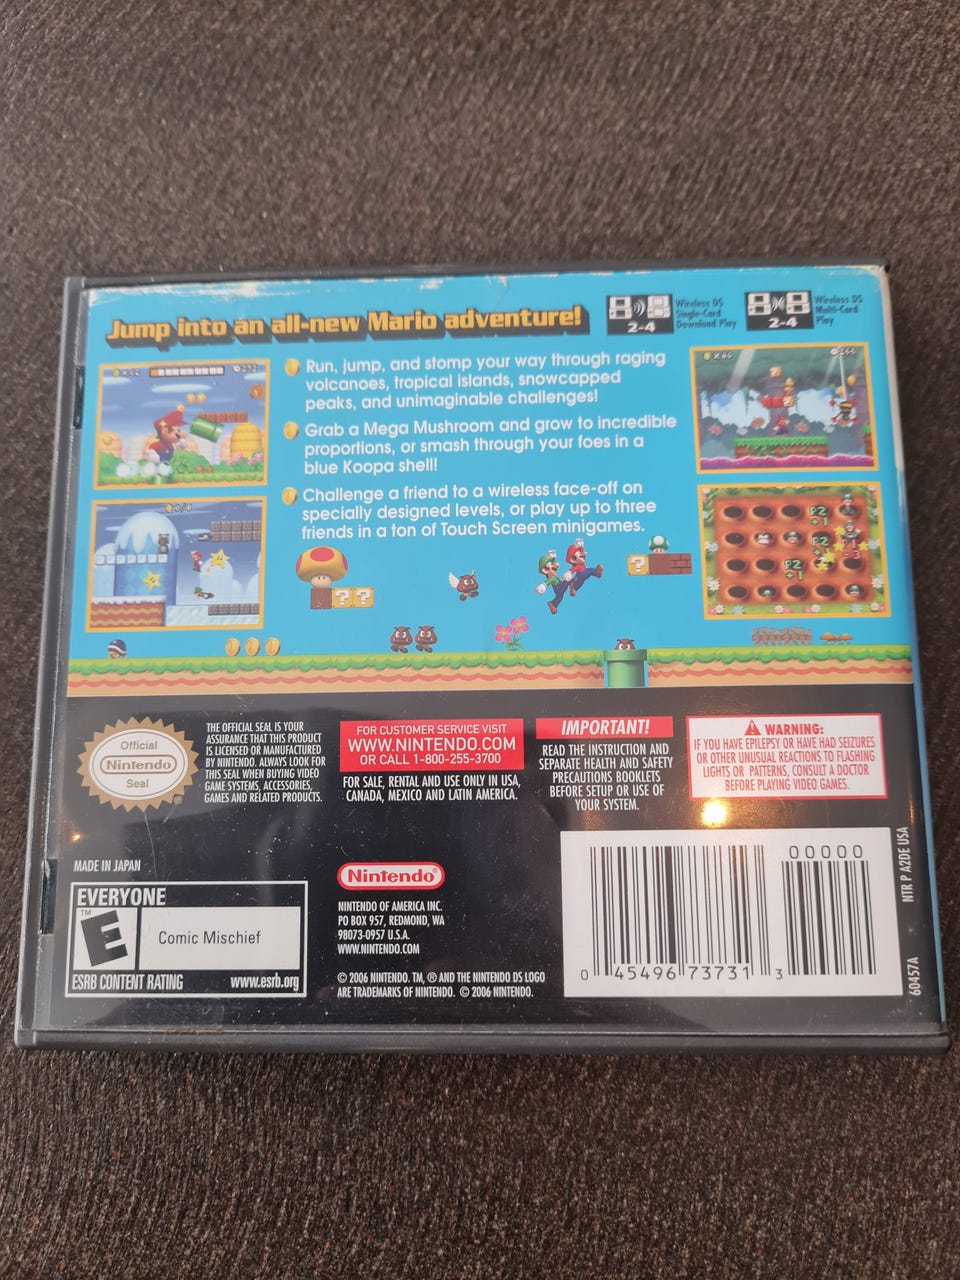 Jump into an all-new Mario adventure!
2-4
Wireless DS
Single-Card
Download Play
2-4
Wireless DS
Multi-Card
Play
Run, jump, and stomp your way through raging
volcanoes, tropical islands, snowcapped
peaks, and unimaginable challenges!
Grab a Mega Mushroom and grow to incredible
proportions, or smash through your foes in a
blue Koopa shell!
Challenge a friend to a wireless face-off on
specially designed levels, or play up to three
friends in a ton of Touch Screen minigames.
P2
+1
P2
P2
+1
? ?
?
Official
Nintendo
Seal
®
THE OFFICIAL SEAL IS YOUR
ASSURANCE THAT THIS PRODUCT
IS LICENSED OR MANUFACTURED
BY NINTENDO. ALWAYS LOOK FOR
THIS SEAL WHEN BUYING VIDEO
GAME SYSTEMS, ACCESSORIES,
GAMES AND RELATED PRODUCTS.
FOR CUSTOMER SERVICE VISIT
WWW.NINTENDO.COM
OR CALL 1-800-255-3700
FOR SALE, RENTAL AND USE ONLY IN USA,
CANADA, MEXICO AND LATIN AMERICA.
IMPORTANT!
READ THE INSTRUCTION AND
SEPARATE HEALTH AND SAFETY
PRECAUTIONS BOOKLETS
BEFORE SETUP OR USE OF
YOUR SYSTEM.
WARNING:
IF YOU HAVE EPILEPSY OR HAVE HAD SEIZURES
OR OTHER UNUSUAL REACTIONS TO FLASHING
LIGHTS OR PATTERNS, CONSULT A DOCTOR
BEFORE PLAYING VIDEO GAMES.
MADE IN JAPAN
EVERYONE
TM
E
Comic Mischief
ESRB CONTENT RATING www.esrb.org
Nintendo®
NINTENDO OF AMERICA INC.
PO BOX 957, REDMOND, WA
98073-0957 U.S.A.
WWW.NINTENDO.COM
© 2006 NINTENDO. TM, ® AND THE NINTENDO DS LOGO
ARE TRADEMARKS OF NINTENDO. © 2006 NINTENDO.
00000
0 45496 73731 3
NTR P A2DE USA
60457A